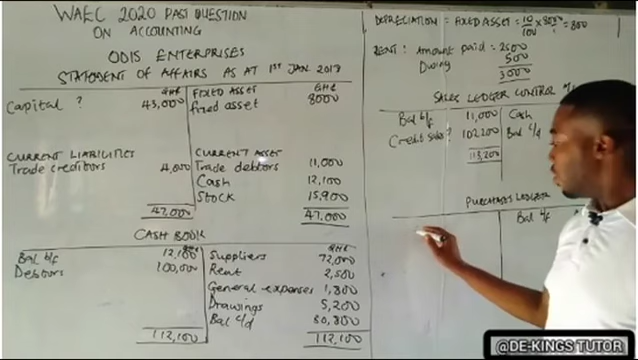 WAEC 2020 PAST QUESTION
ON ACCOUNTING
ODIS ENTERPRISES
STATEMENT OF AFFAIRS AS AT 1ST JAN 2018
GH¢ FIXED ASSET GH¢
Capital ? 43,000 fixed asset 8000
CURRENT LIABILITIES CURRENT ASSET
Trade creditors 4,000 Trade debtors 11,000
Cash 12,100
Stock 15,900
47,000 47,000
CASH BOOK
GH¢ GH¢
Bal b/f 12,100 Suppliers 72,000
Debtors 100,000 Rent 2,500
General expenses 1,800
Drawings 5,200
Bal c/d 30,800
112,100 112,100
DEPRECIATION = FIXED ASSET = 10/100 x 8000 = 800
RENT : Amount paid = 2500
Owing 500
3000
SALES LEDGER CONTROL
Bal b/f 11,000 Cash
Credit sales ? 102,200 Bal c/d
113,200
PURCHASES LEDGER
Bal b/f
@DE-KINGS TUTOR